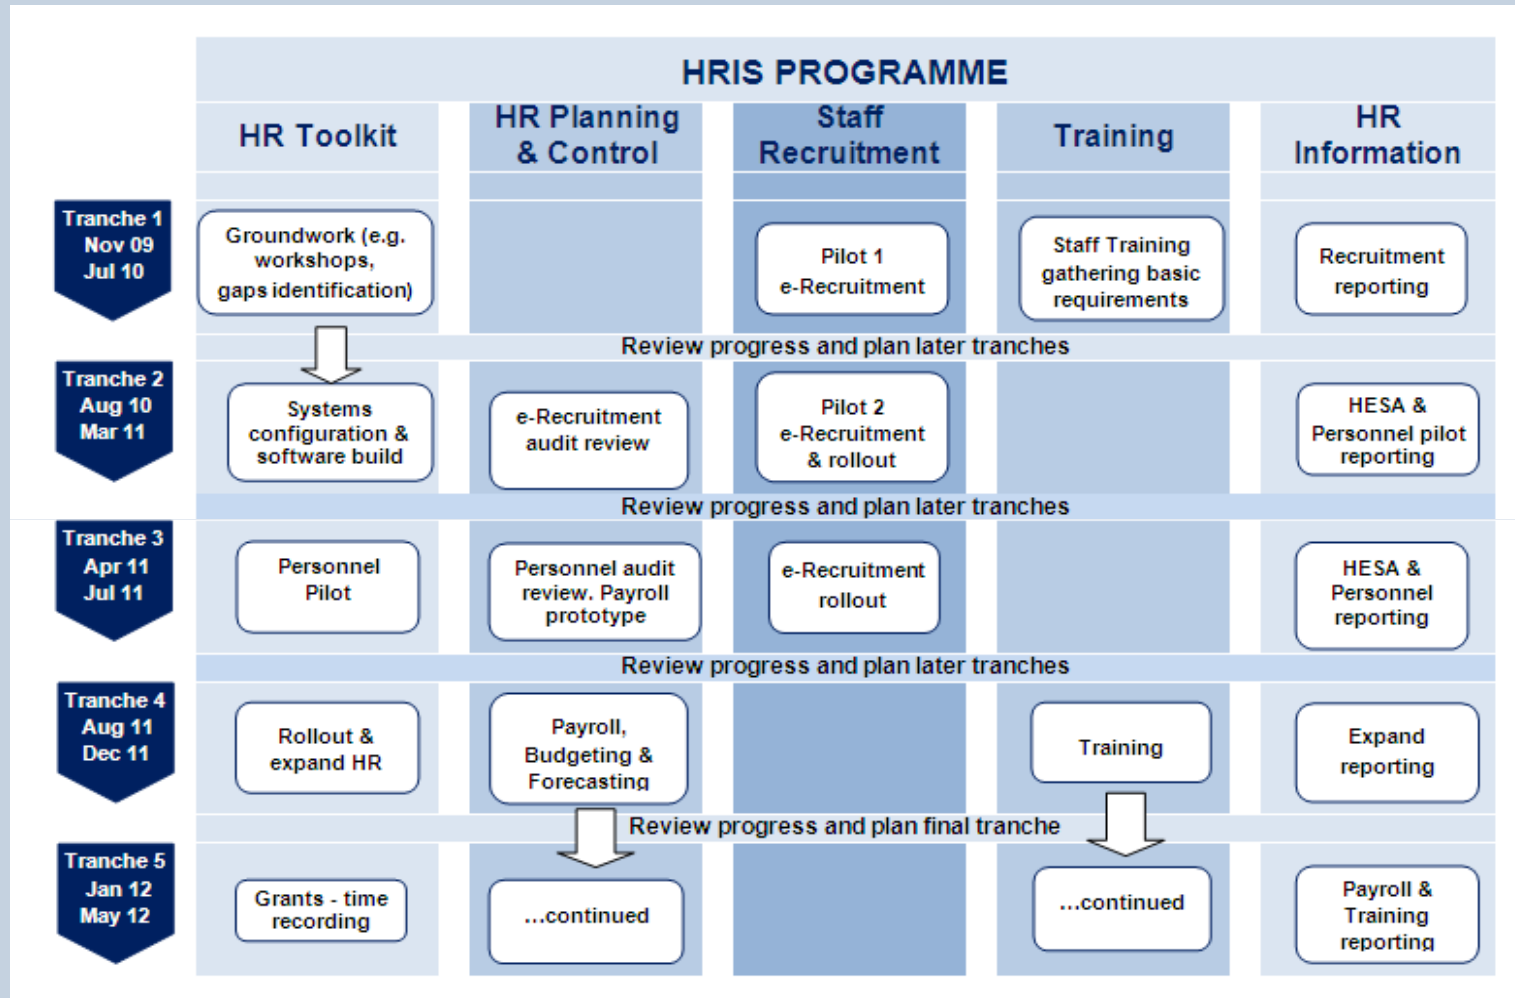 HRIS PROGRAMME
HR Toolkit
HR Planning
& Control
Staff
Recruitment
Training
HR
Information
Tranche 1
Nov 09
Jul 10
Groundwork (e.g.
workshops,
gaps identification)
Pilot 1
e-Recruitment
Staff Training
gathering basic
requirements
Recruitment
reporting
Review progress and plan later tranches
Tranche 2
Aug 10
Mar 11
Systems
configuration &
software build
e-Recruitment
audit review
Pilot 2
e-Recruitment
& rollout
HESA &
Personnel pilot
reporting
Review progress and plan later tranches
Tranche 3
Apr 11
Jul 11
Personnel
Pilot
Personnel audit
review. Payroll
prototype
e-Recruitment
rollout
HESA &
Personnel
reporting
Review progress and plan later tranches
Tranche 4
Aug 11
Dec 11
Rollout &
expand HR
Payroll,
Budgeting &
Forecasting
Training
Expand
reporting
Review progress and plan final tranche
Tranche 5
Jan 12
May 12
Grants - time
recording
...continued
...continued
Payroll &
Training
reporting